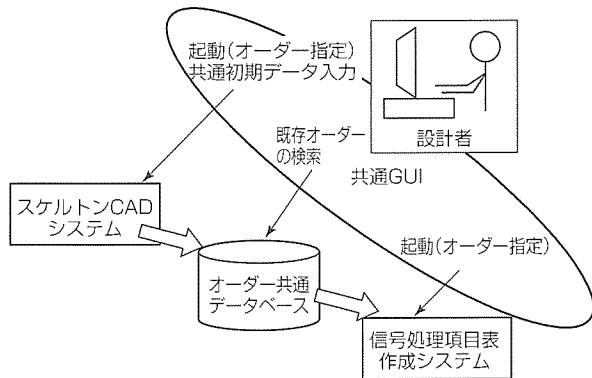 起動(オーダー指定)
共通初期データ入力
設計者
既存オーダー
の検索
共通GUI
スケルトンCAD
システム
起動(オーダー指定)
オーダー共通
データベース
信号処理項目表
作成システム